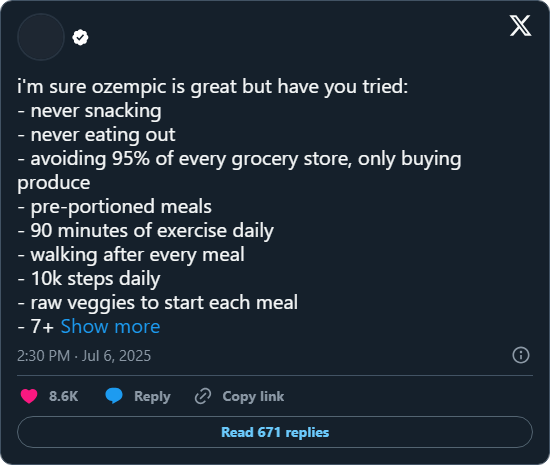 i'm sure ozempic is great but have you tried:
- never snacking
- never eating out
- avoiding 95% of every grocery store, only buying
produce
- pre-portioned meals
- 90 minutes of exercise daily
- walking after every meal
- 10k steps daily
- raw veggies to start each meal
- 7+ Show more
2:30 PM · Jul 6, 2025
8.6K Reply Copy link
Read 671 replies